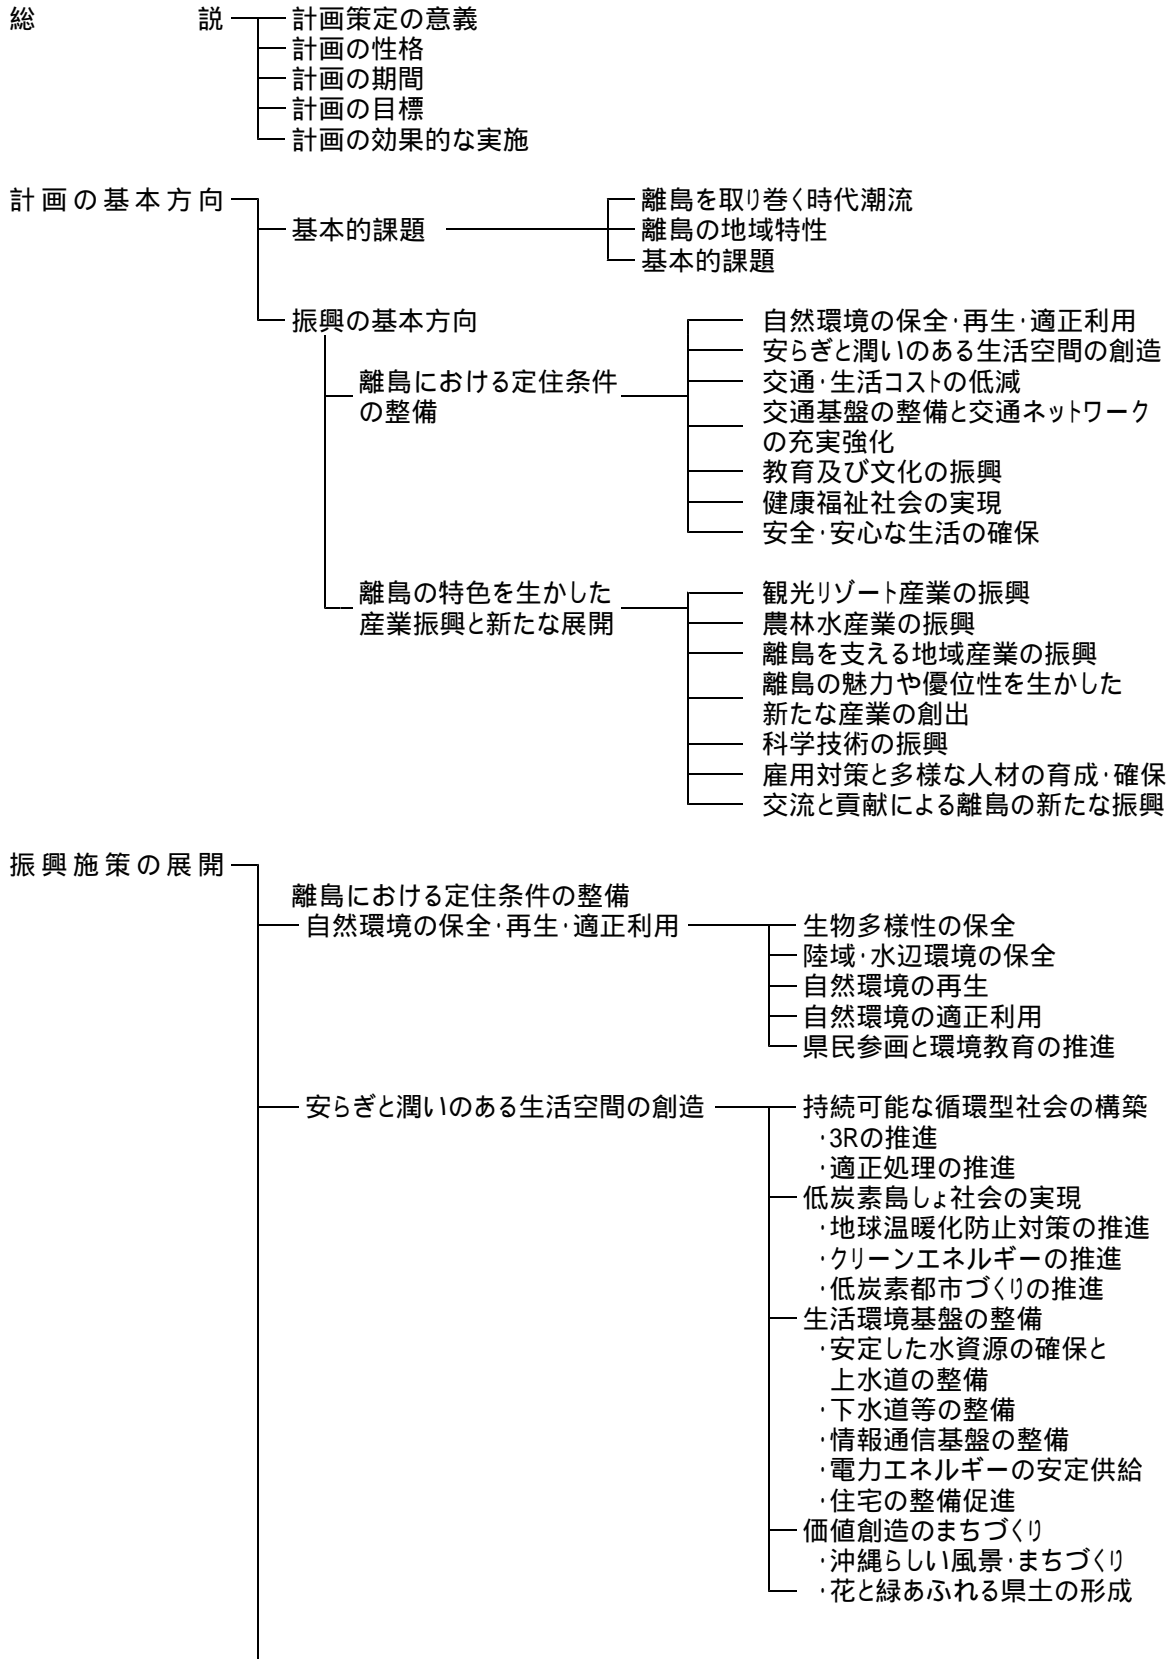 総　　　　　説
計画策定の意義
計画の性格
計画の期間
計画の目標
計画の効果的な実施
計画の基本方向
基本的課題
離島を取り巻く時代潮流
離島の地域特性
基本的課題
振興の基本方向
離島における定住条件
の整備
自然環境の保全・再生・適正利用
安らぎと潤いのある生活空間の創造
交通・生活コストの低減
交通基盤の整備と交通ネットワーク
の充実強化
教育及び文化の振興
健康福祉社会の実現
安全・安心な生活の確保
離島の特色を生かした
産業振興と新たな展開
観光リゾート産業の振興
農林水産業の振興
離島を支える地域産業の振興
離島の魅力や優位性を生かした
新たな産業の創出
科学技術の振興
雇用対策と多様な人材の育成・確保
交流と貢献による離島の新たな振興
振興施策の展開
離島における定住条件の整備
自然環境の保全・再生・適正利用
生物多様性の保全
陸域・水辺環境の保全
自然環境の再生
自然環境の適正利用
県民参画と環境教育の推進
安らぎと潤いのある生活空間の創造
持続可能な循環型社会の構築
・3Rの推進
・適正処理の推進
低炭素島しょ社会の実現
・地球温暖化防止対策の推進
・クリーンエネルギーの推進
・低炭素都市づくりの推進
生活環境基盤の整備
・安定した水資源の確保と
上水道の整備
・下水道等の整備
・情報通信基盤の整備
・電力エネルギーの安定供給
・住宅の整備促進
価値創造のまちづくり
・沖縄らしい風景・まちづくり
・花と緑あふれる県土の形成